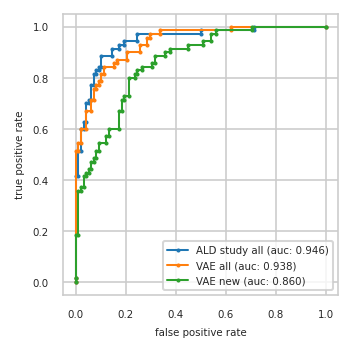 1.0
0.8
0.6
0.4
0.2
0.0
true positive rate
ALD study all (auc: 0.946)
VAE all (auc: 0.938)
VAE new (auc: 0.860)
0.0 0.2 0.4 0.6 0.8 1.0
false positive rate